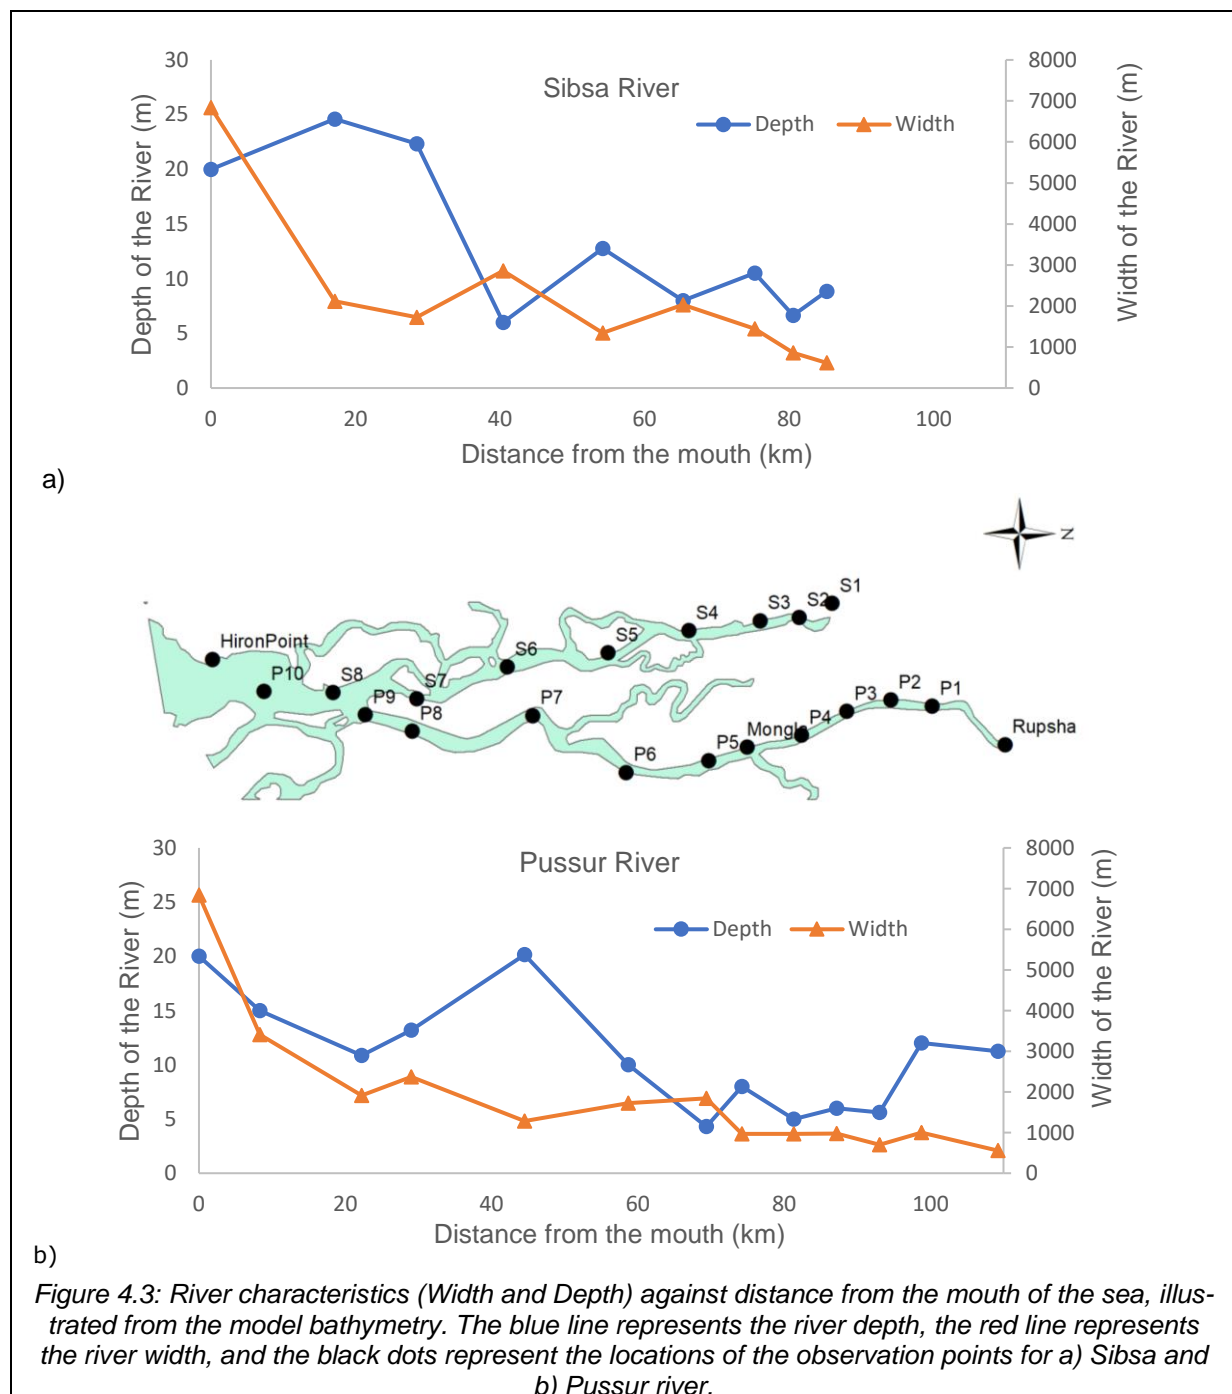 Sibsa River
Depth
Width
30
25
20
15
10
5
0
Depth of the River (m)
8000
7000
6000
5000
4000
3000
2000
1000
0
Width of the River (m)
0
20
40
60
80
100
Distance from the mouth (km)
a)
N
S1
S2
S3
S4
S5
S6
HironPoint
P10
S8
S7
P9
P8
P7
P6
P5
Mongla
P4
P3
P2
P1
Rupsha
Pussur River
Depth
Width
30
25
20
15
10
5
0
Depth of the River (m)
8000
7000
6000
5000
4000
3000
2000
1000
0
Width of the River (m)
0
20
40
60
80
100
Distance from the mouth (km)
b)
Figure 4.3: River characteristics (Width and Depth) against distance from the mouth of the sea, illus-
trated from the model bathymetry. The blue line represents the river depth, the red line represents
the river width, and the black dots represent the locations of the observation points for a) Sibsa and
b) Pussur river.